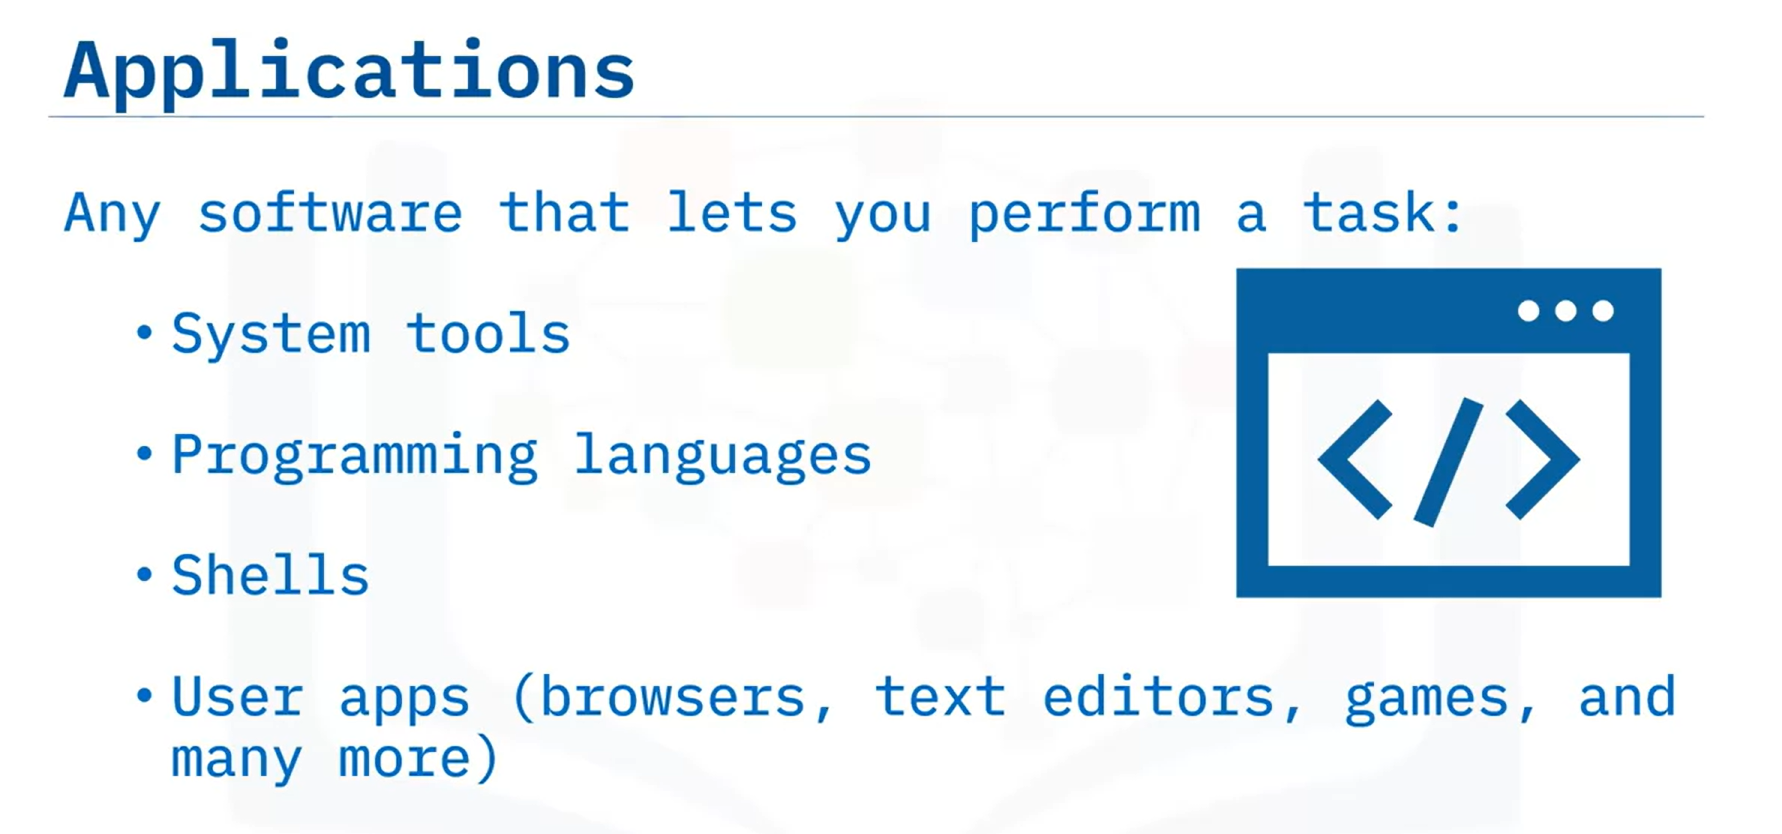 Applications
Any software that lets you perform a task:
• System tools
• Programming languages
• Shells
• User apps (browsers, text editors, games, and
many more)